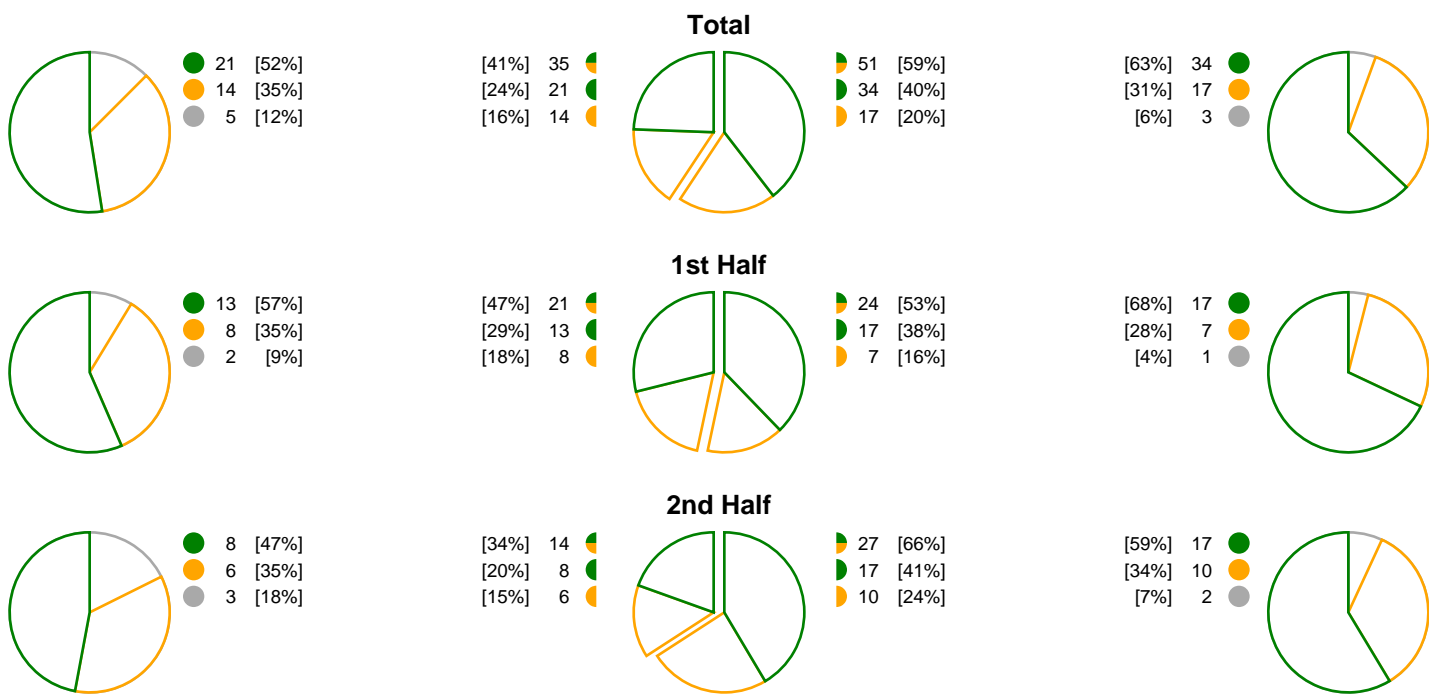 Total
21 [52%] [41%] 35 51 [59%] [63%] 34
14 [35%] [24%] 21 34 [40%] [31%] 17
5 [12%] [16%] 14 17 [20%] [6%] 3
1st Half
13 [57%] [47%] 21 24 [53%] [68%] 17
8 [35%] [29%] 13 17 [38%] [28%] 7
2 [9%] [18%] 8 7 [16%] [4%] 1
2nd Half
8 [47%] [34%] 14 27 [66%] [59%] 17
6 [35%] [20%] 8 17 [41%] [34%] 10
3 [18%] [15%] 6 10 [24%] [7%] 2